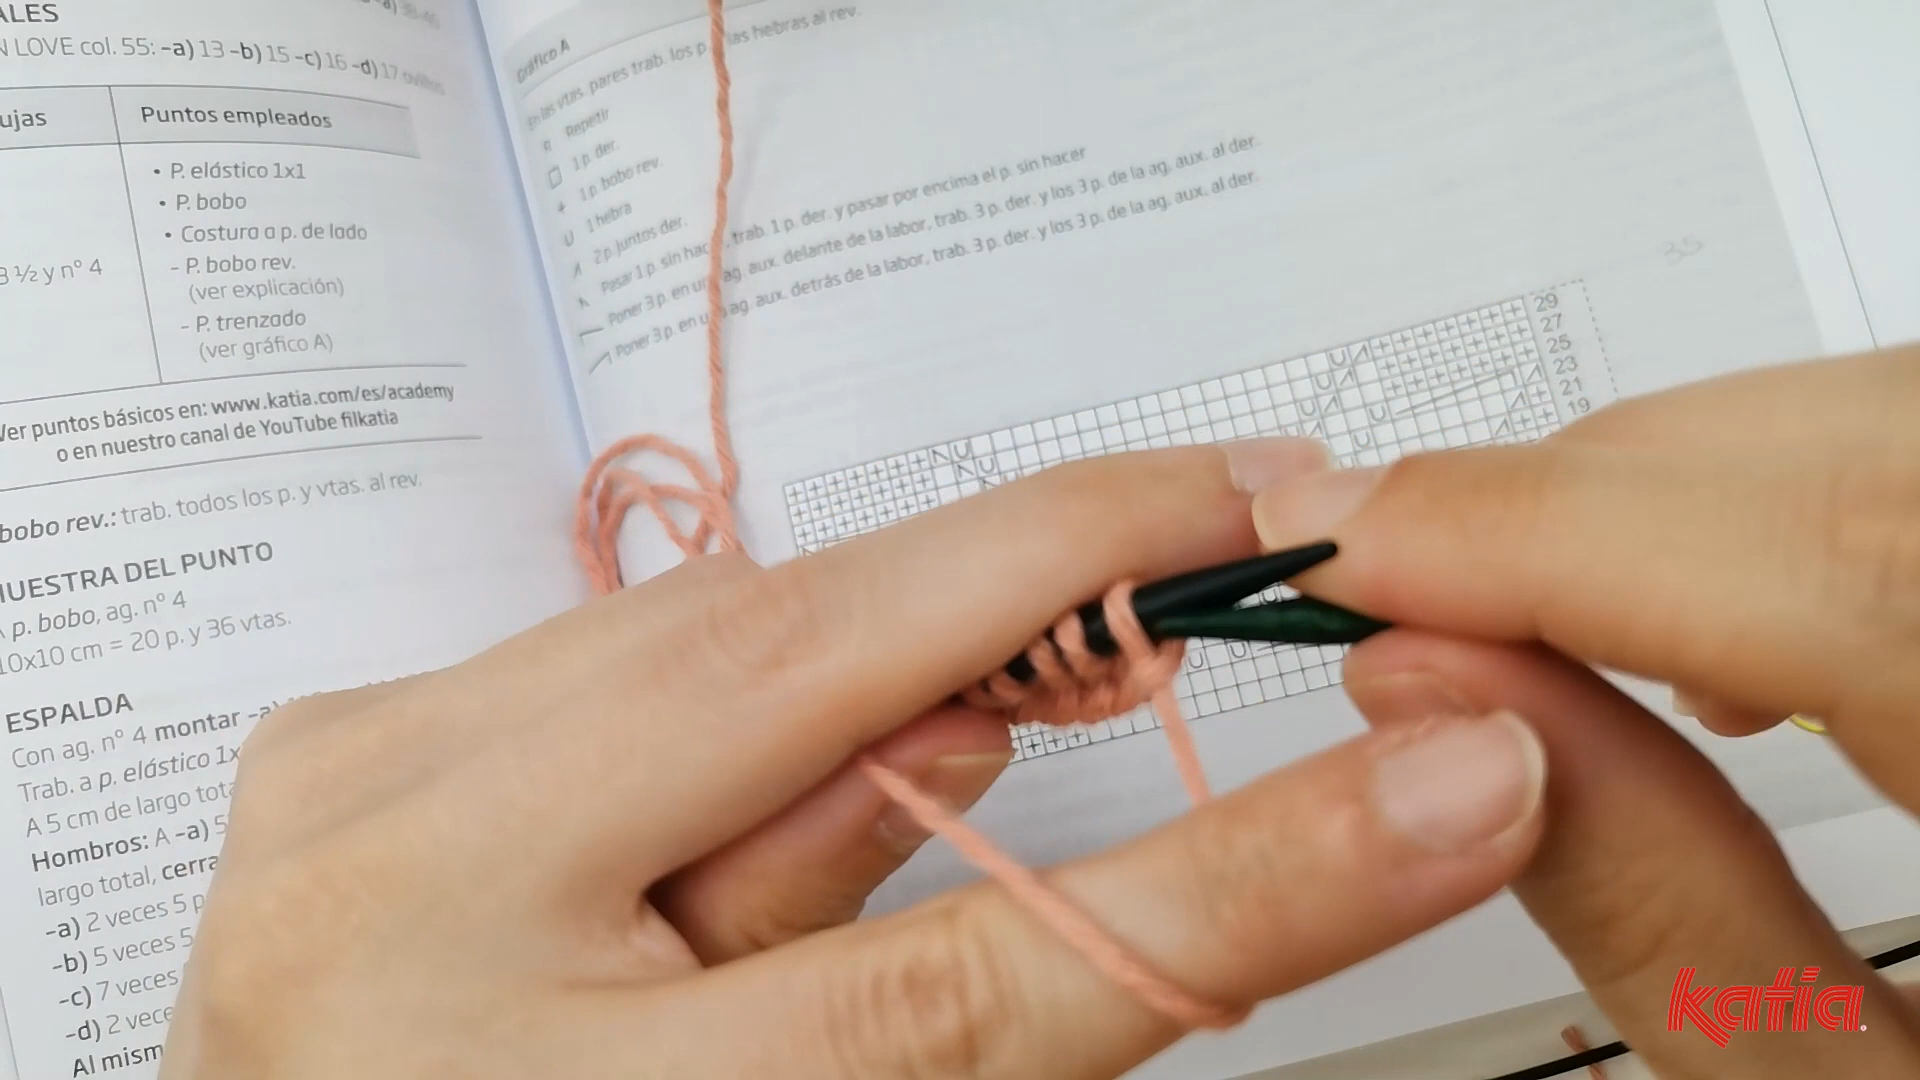 ALES
N LOVE col. 55: -a) 13 -b) 15 -c) 16 -d) 17 ovillos
ujas
Puntos empleados
3 ½ y nº 4
• P. elástico 1x1
• P. bobo
• Costura a p. de lado
- P. bobo rev.
(ver explicación)
- P. trenzado
(ver gráfico A)
Ver puntos básicos en: www.katia.com/es/academy
o en nuestro canal de YouTube filkatia
bobo rev.: trab. todos los p. y vtas. al rev.
MUESTRA DEL PUNTO
A p. bobo, ag. nº 4
10x10 cm = 20 p. y 36 vtas.
ESPALDA
Con ag. nº 4 montar -a)
Trab. a p. elástico 1x
A 5 cm de largo tota
Hombros: A -a) 5
largo total, cerra
-a) 2 veces 5 p
-b) 5 veces 5
-c) 7 veces
-d) 2 vece
Al mism
Gráfico A
En las vtas. pares trab. los p. las hebras al rev.
R Repetir
1 p. der.
+ 1 p. bobo rev.
U 1 hebra
2 p. juntos der.
Pasar 1 p. sin hac , trab. 1 p. der. y pasar por encima el p. sin hacer
Poner 3 p. en un ag. aux. delante de la labor, trab. 3 p. der. y los 3 p. de la ag. aux. al der.
Poner 3 p. en u ag. aux. detrás de la labor, trab. 3 p. der. y los 3 p. de la ag. aux. al der.
35
29
27
25
23
21
19
katia